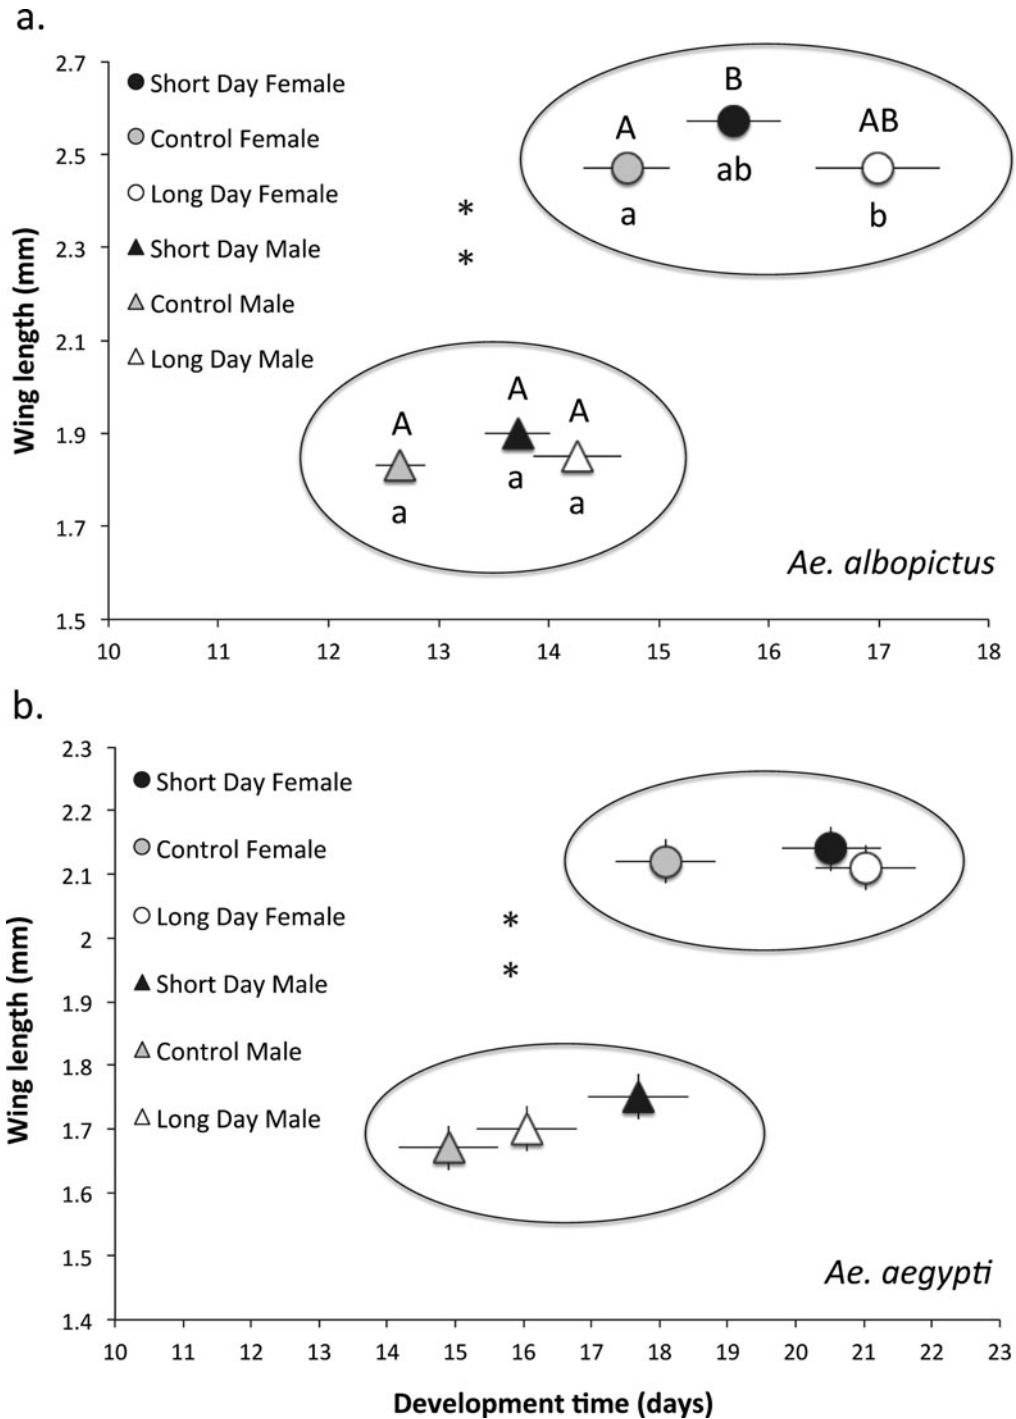 a.
2.7
2.5
2.3
2.1
1.9
1.7
1.5
Wing length (mm)
Short Day Female
Control Female
Long Day Female
Short Day Male
Control Male
Long Day Male
*
*
A
B
AB
a
ab
b
A
A
A
a
a
a
Ae. albopictus
10 11 12 13 14 15 16 17 18
b.
2.3
2.2
2.1
2
1.9
1.8
1.7
1.6
1.5
1.4
Wing length (mm)
Short Day Female
Control Female
Long Day Female
Short Day Male
Control Male
Long Day Male
*
*
Ae. aegypti
10 11 12 13 14 15 16 17 18 19 20 21 22 23
Development time (days)